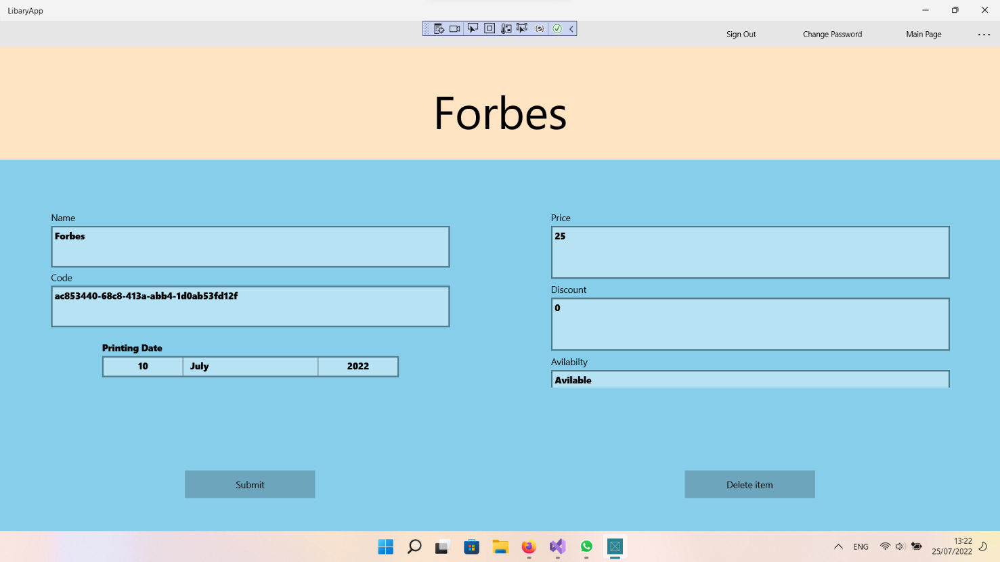 LibaryApp
Sign Out
Change Password
Main Page
Forbes
Name
Forbes
Code
ac853440-68c8-413a-abb4-1d0ab53fd12f
Printing Date
10 July 2022
Price
25
Discount
0
Avilabilty
Avilable
Submit
Delete item
ENG
13:22
25/07/2022